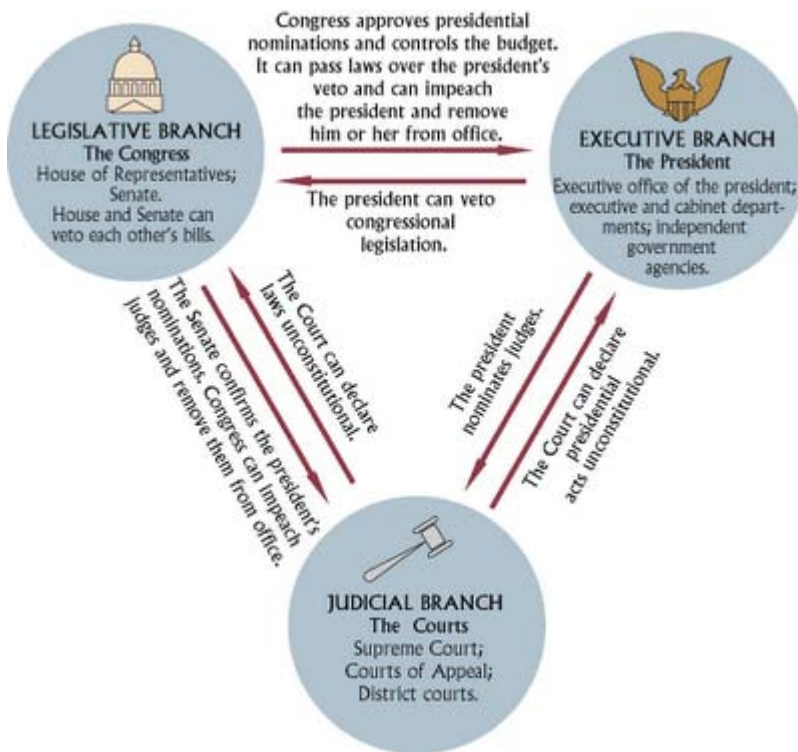 Congress approves presidential
nominations and controls the budget.
It can pass laws over the president's
veto and can impeach
the president and remove
him or her from office.
LEGISLATIVE BRANCH
The Congress
House of Representatives;
Senate.
House and Senate can
veto each other's bills.
EXECUTIVE BRANCH
The President
Executive office of the president;
executive and cabinet depart-
ments; independent
government
agencies.
The president can veto
congressional
legislation.
The Senate confirms the president's
nominations. Congress can impeach
judges and remove them from office.
The Court can declare
laws unconstitutional.
The president
nominates judges.
The Court can declare
presidential
acts unconstitutional.
JUDICIAL BRANCH
The Courts
Supreme Court;
Courts of Appeal;
District courts.